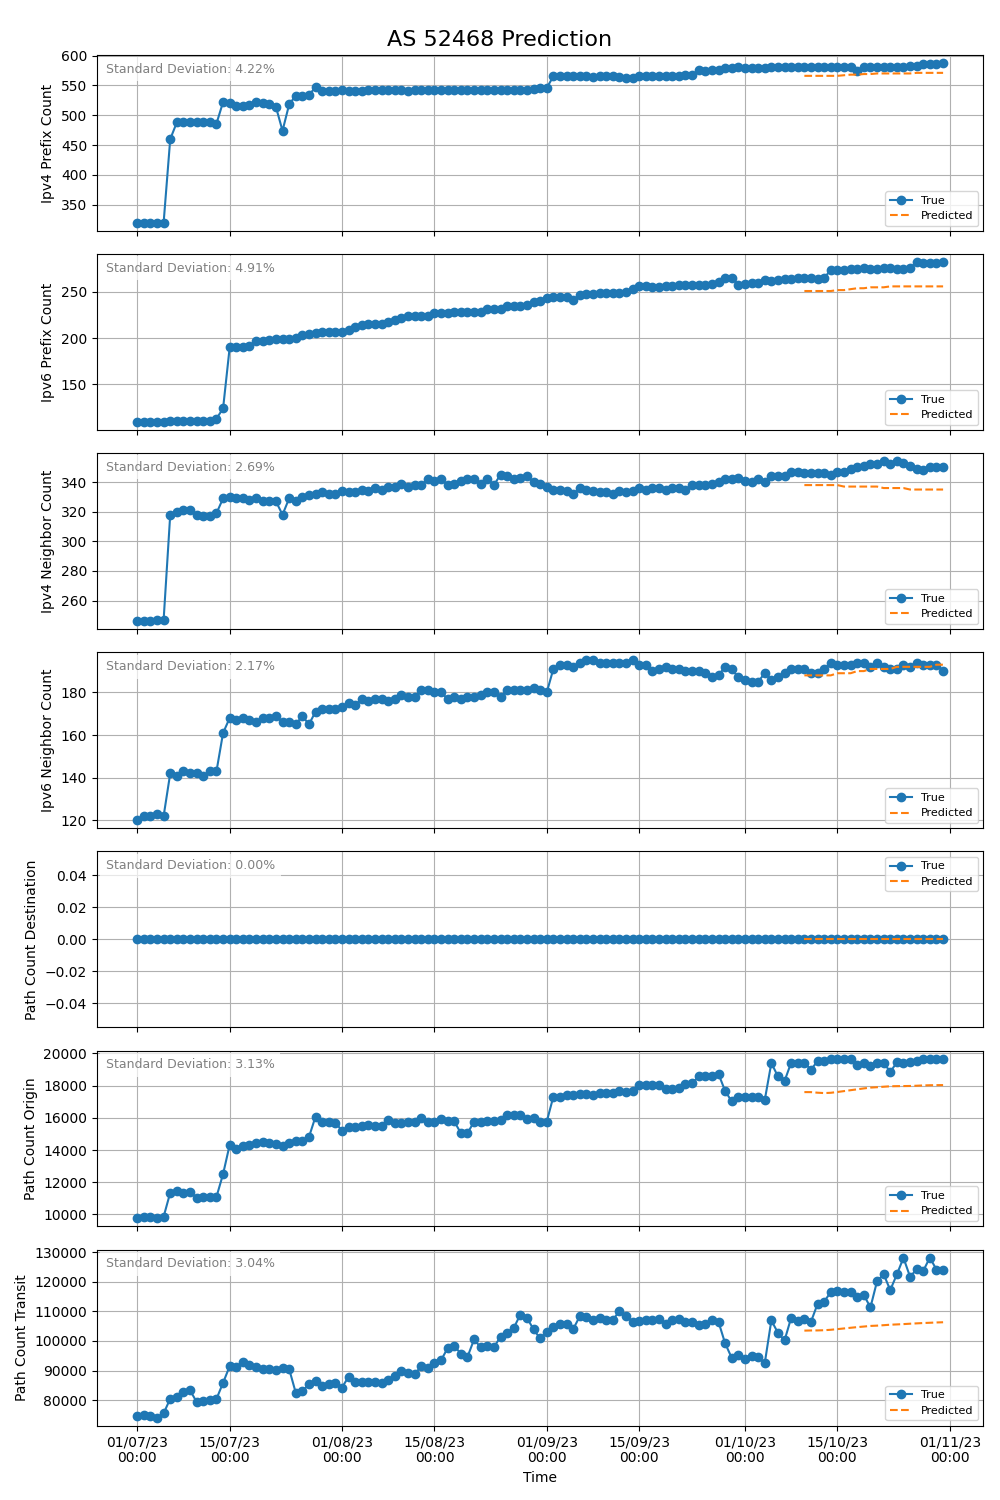 AS 52468 Prediction
Standard Deviation: 4.22%
Ipv4 Prefix Count
600
550
500
450
400
350
True
Predicted
Standard Deviation: 4.91%
Ipv6 Prefix Count
250
200
150
True
Predicted
Standard Deviation: 2.69%
Ipv4 Neighbor Count
340
320
300
280
260
True
Predicted
Standard Deviation: 2.17%
Ipv6 Neighbor Count
180
160
140
120
True
Predicted
Standard Deviation: 0.00%
Path Count Destination
0.04
0.02
0.00
−0.02
−0.04
True
Predicted
Standard Deviation: 3.13%
Path Count Origin
20000
18000
16000
14000
12000
10000
True
Predicted
Standard Deviation: 3.04%
Path Count Transit
130000
120000
110000
100000
90000
80000
True
Predicted
01/07/23 15/07/23 01/08/23 15/08/23 01/09/23 15/09/23 01/10/23 15/10/23 01/11/23
00:00 00:00 00:00 00:00 00:00 00:00 00:00 00:00 00:00
Time